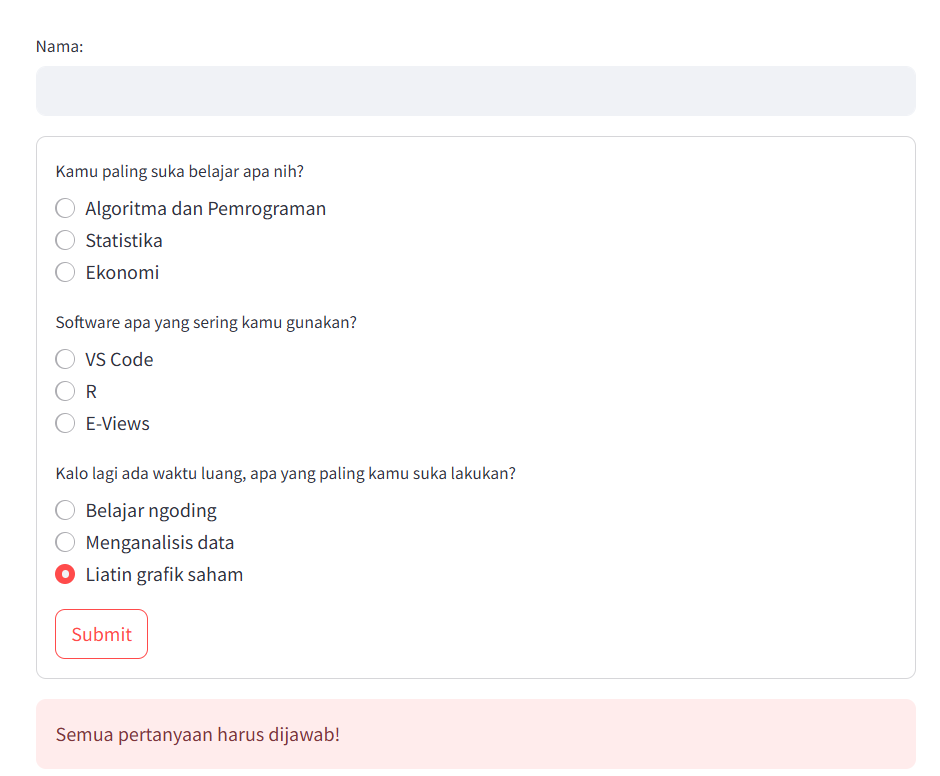 Nama:
Kamu paling suka belajar apa nih?
Algoritma dan Pemrograman
Statistika
Ekonomi
Software apa yang sering kamu gunakan?
VS Code
R
E-Views
Kalo lagi ada waktu luang, apa yang paling kamu suka lakukan?
Belajar ngoding
Menganalisis data
Liatin grafik saham
Submit
Semua pertanyaan harus dijawab!